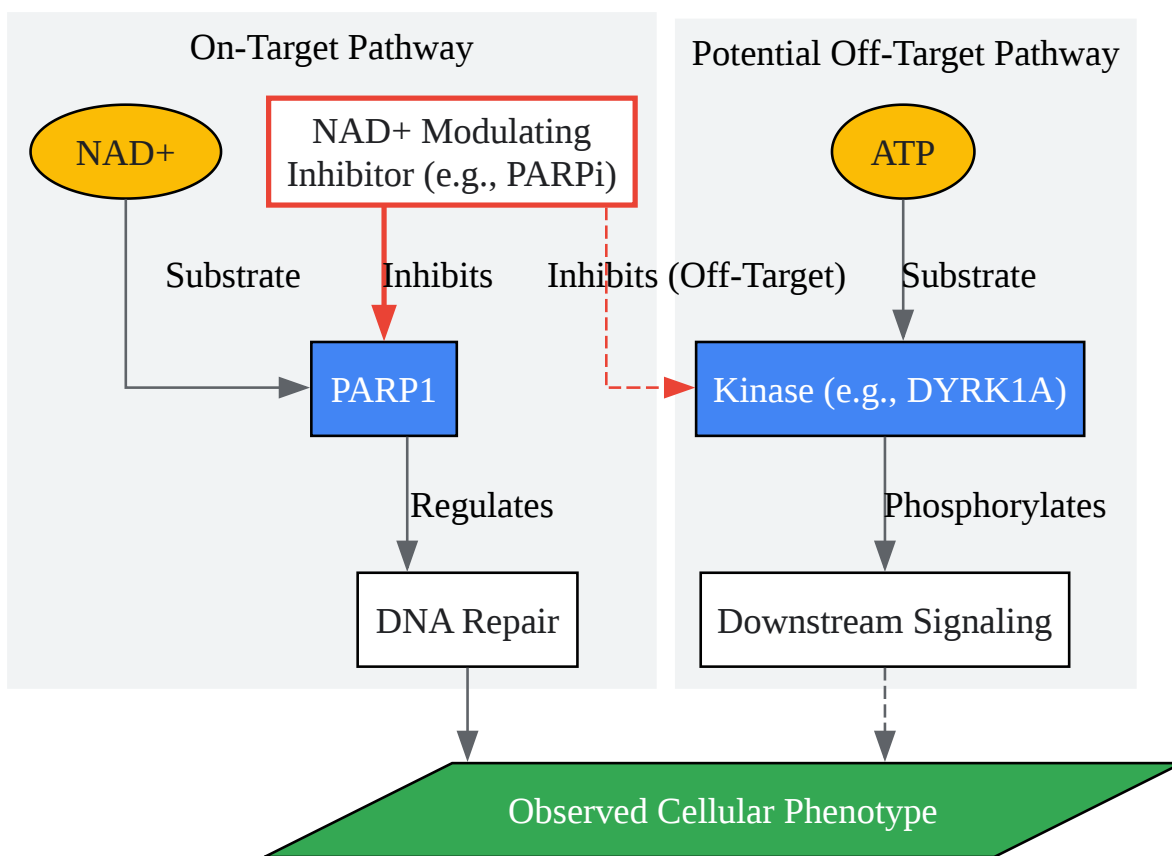 On-Target Pathway
Potential Off-Target Pathway
NAD+
NAD+ Modulating
Inhibitor (e.g., PARPi)
ATP
Substrate
Inhibits
Inhibits (Off-Target)
Substrate
PARP1
Kinase (e.g., DYRK1A)
Regulates
Phosphorylates
DNA Repair
Downstream Signaling
Observed Cellular Phenotype